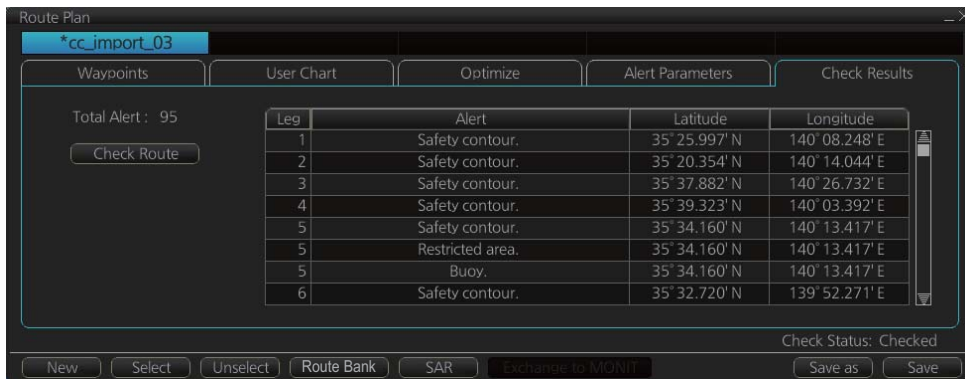 Route Plan
*cc_import_03
Waypoints User Chart Optimize Alert Parameters Check Results
Total Alert : 95
Check Route
Leg Alert Latitude Longitude
1 Safety contour. 35°25.997' N 140°08.248' E
2 Safety contour. 35°20.354' N 140°14.044' E
3 Safety contour. 35°37.882' N 140°26.732' E
4 Safety contour. 35°39.323' N 140°03.392' E
5 Safety contour. 35°34.160' N 140°13.417' E
5 Restricted area. 35°34.160' N 140°13.417' E
5 Buoy. 35°34.160' N 140°13.417' E
6 Safety contour. 35°32.720' N 139°52.271' E
Check Status: Checked
New Select Unselect Route Bank SAR Exchange to MONIT Save as Save